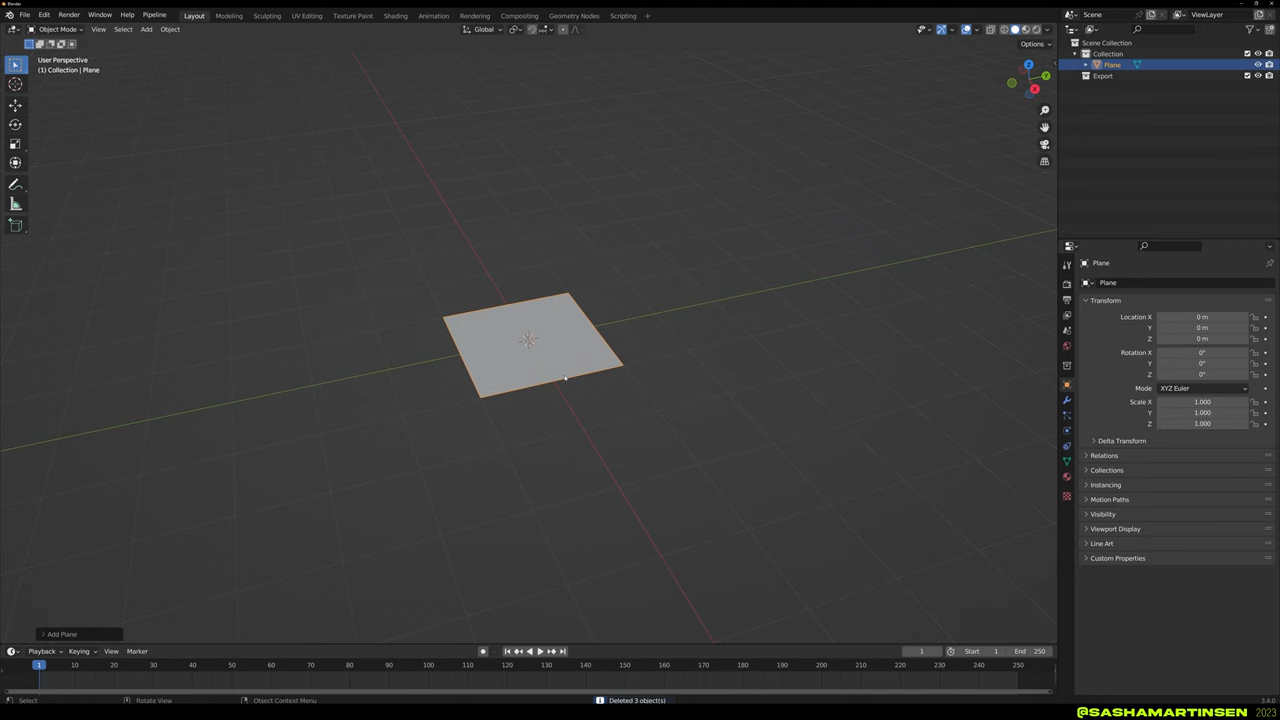 Blender
File Edit Render Window Help Pipeline Layout Modeling Sculpting UV Editing Texture Paint Shading Animation Rendering Compositing Geometry Nodes Scripting + Scene ViewLayer
Object Mode View Select Add Object Global
Options
User Perspective
(1) Collection | Plane
Z
Y
X
Scene Collection
Collection
Plane
Export
Plane
Plane
Transform
Location X 0 m
Y 0 m
Z 0 m
Rotation X 0°
Y 0°
Z 0°
Mode XYZ Euler
Scale X 1.000
Y 1.000
Z 1.000
Delta Transform
Relations
Collections
Instancing
Motion Paths
Visibility
Viewport Display
Line Art
Custom Properties
Add Plane
Playback Keying View Marker 1 Start 1 End 250
1 10 20 30 40 50 60 70 80 90 100 110 120 130 140 150 160 170 180 190 200 210 220 230 240 250
Select Rotate View Object Context Menu Deleted 3 object(s) 3.4.0
@SASHAMARTINSEN 2023